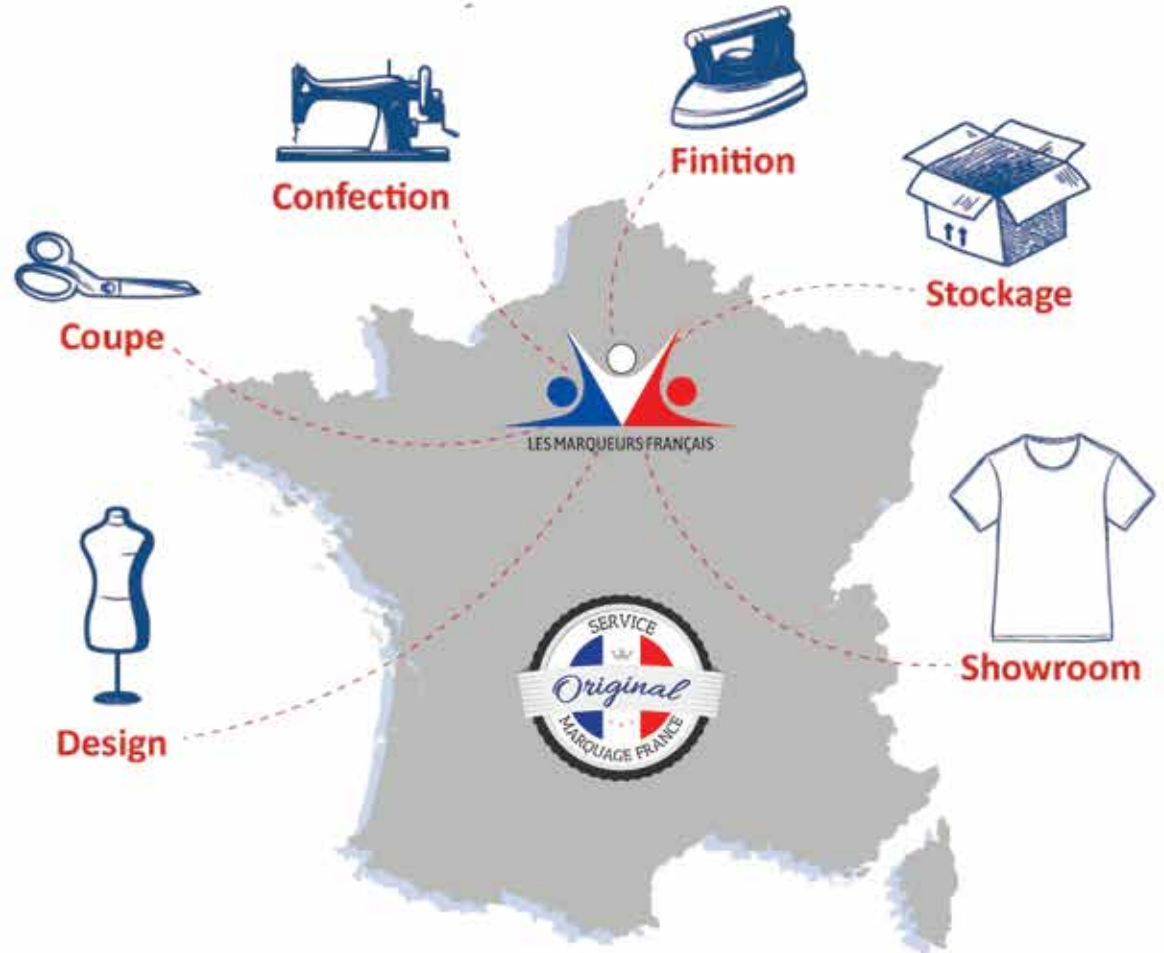 Finition
Confection
Stockage
Coupe
LES MARQUEURS FRANÇAIS
SERVICE
Original
MARQUAGE FRANCE
Showroom
Design